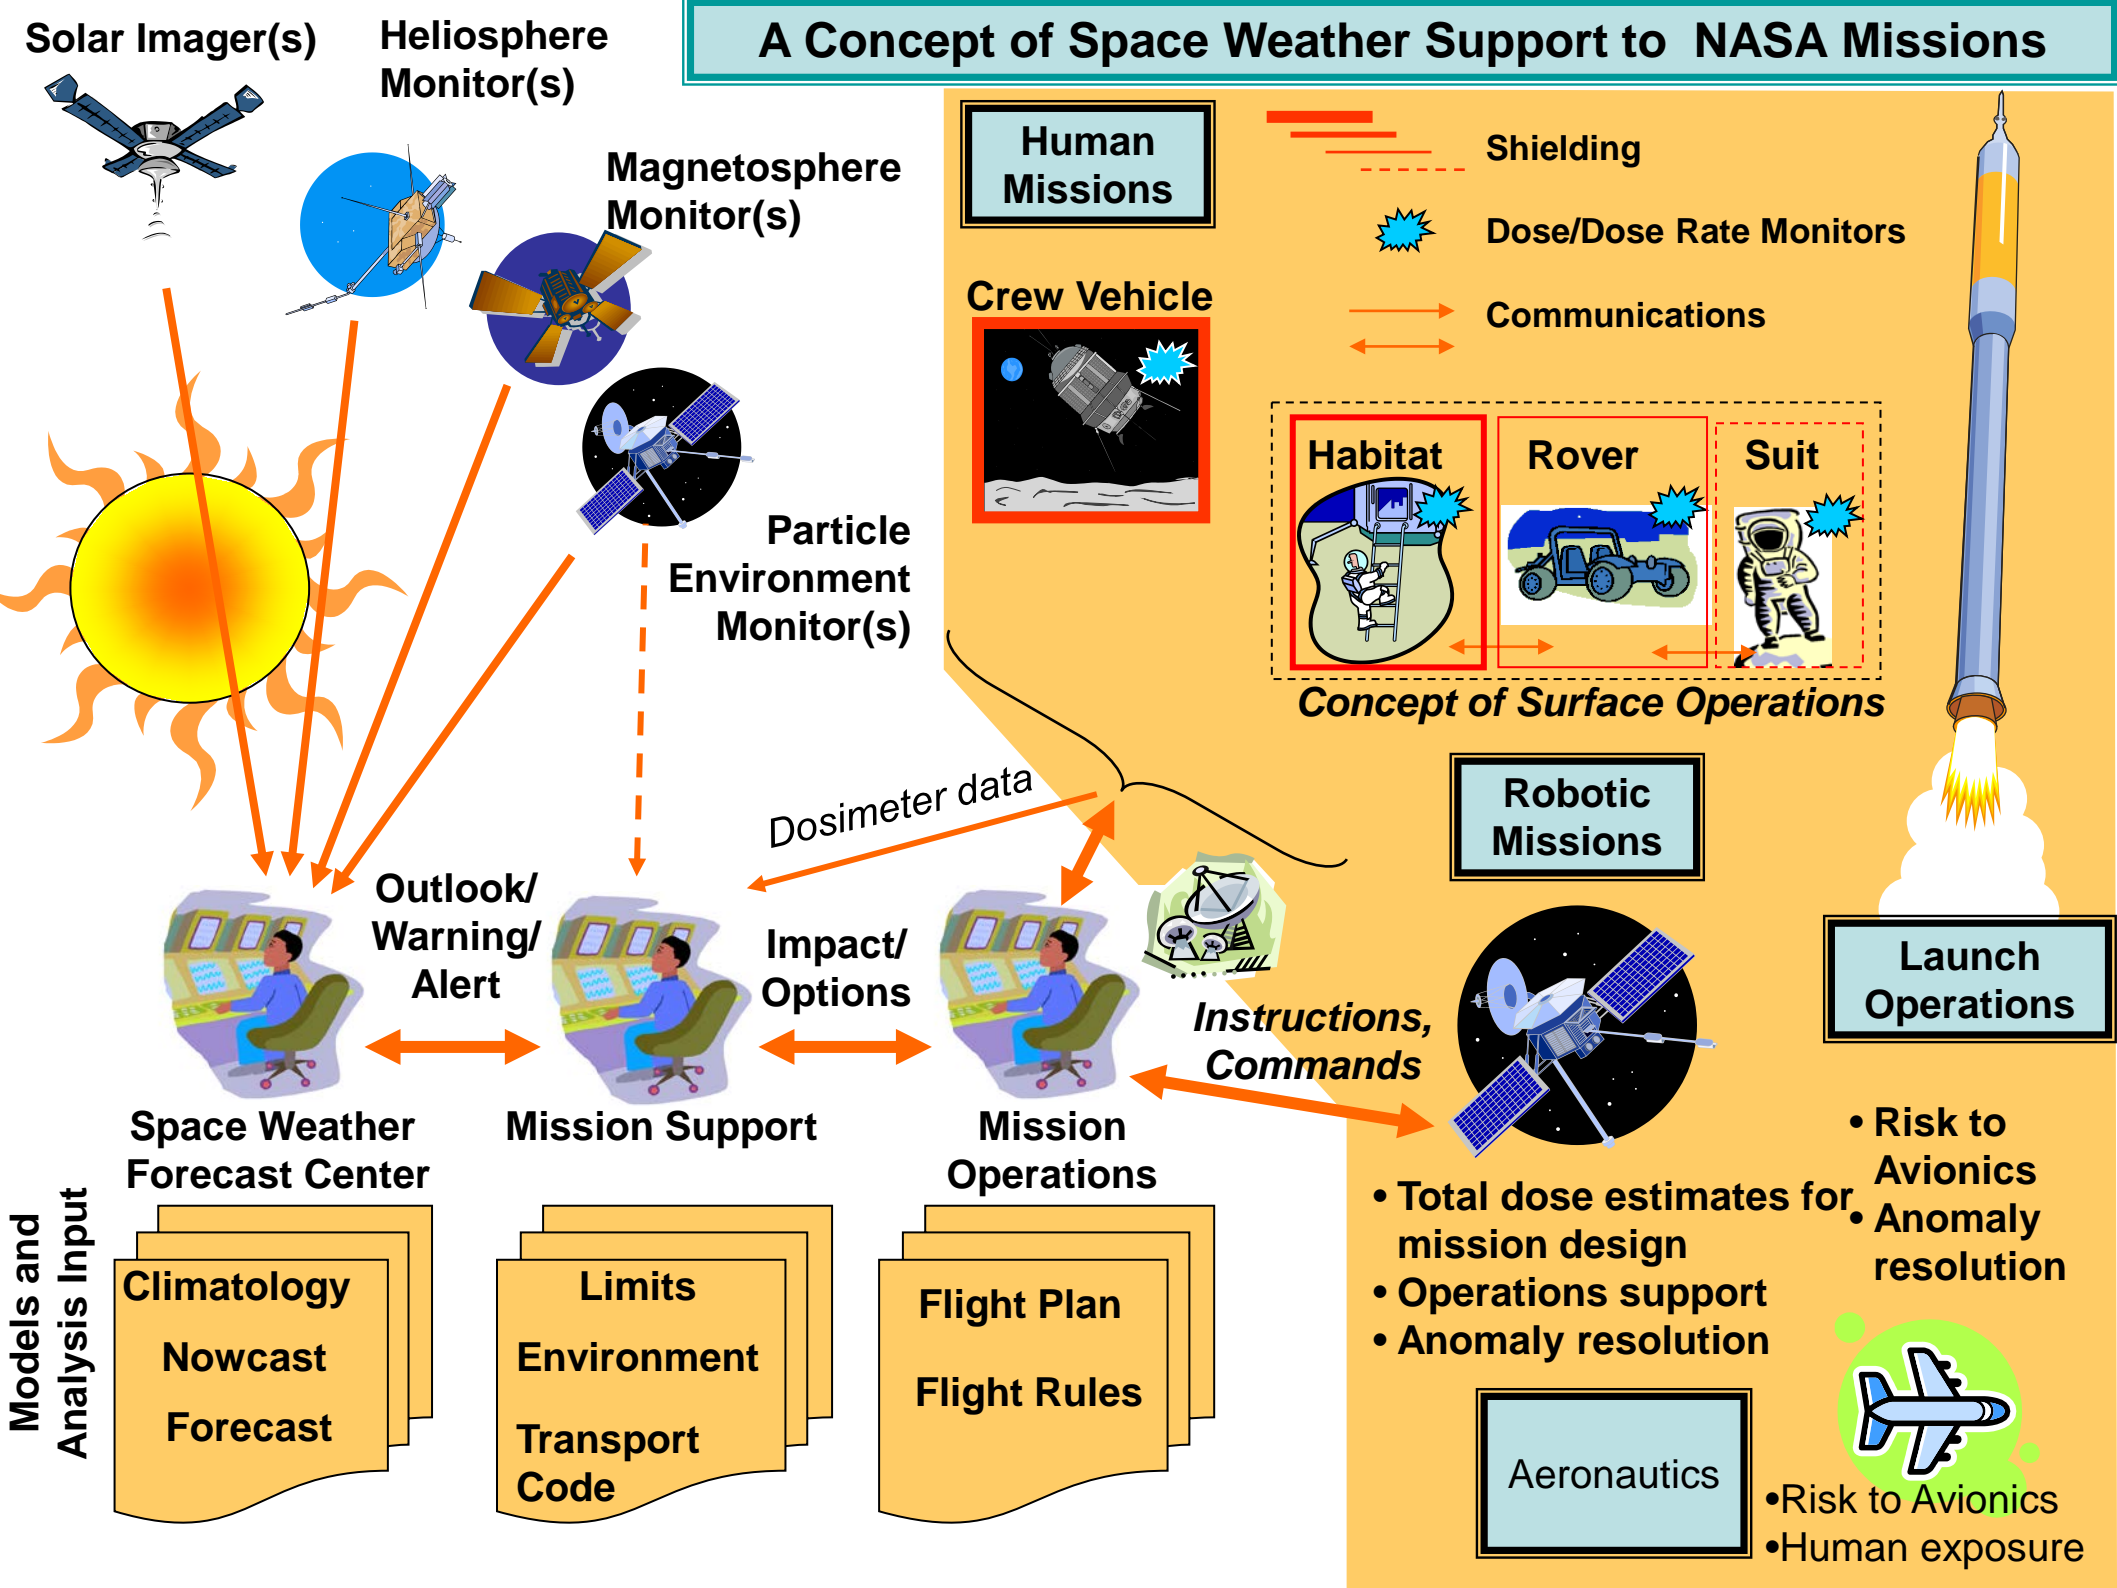 A Concept of Space Weather Support to NASA Missions
Solar Imager(s)
Heliosphere
Monitor(s)
Magnetosphere
Monitor(s)
Particle
Environment
Monitor(s)
Human
Missions
Shielding
Dose/Dose Rate Monitors
Communications
Crew Vehicle
Habitat
Rover
Suit
Concept of Surface Operations
Dosimeter data
Robotic
Missions
Outlook/
Warning/
Alert
Impact/
Options
Instructions,
Commands
Launch
Operations
Space Weather
Forecast Center
Mission Support
Mission
Operations
• Risk to
Avionics
• Anomaly
resolution
• Total dose estimates for
mission design
• Operations support
• Anomaly resolution
Models and
Analysis Input
Climatology
Nowcast
Forecast
Limits
Environment
Transport
Code
Flight Plan
Flight Rules
Aeronautics
•Risk to Avionics
•Human exposure